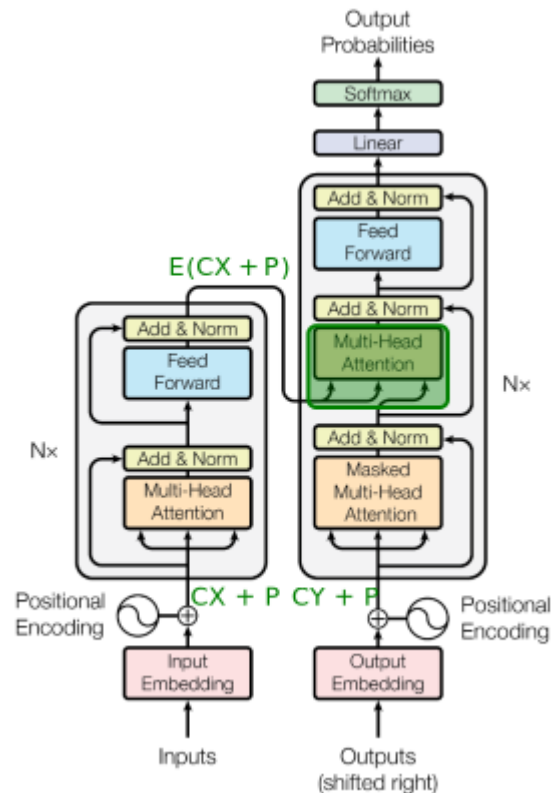 Output
Probabilities
Softmax
Linear
Add & Norm
Feed
Forward
E(CX + P)
Add & Norm
Add & Norm
Multi-Head
Attention
Feed
Forward
N×
N×
Add & Norm
Add & Norm
Multi-Head
Attention
Masked
Multi-Head
Attention
CX + P
CY + P
Positional
Encoding
Positional
Encoding
Input
Embedding
Output
Embedding
Inputs
Outputs
(shifted right)